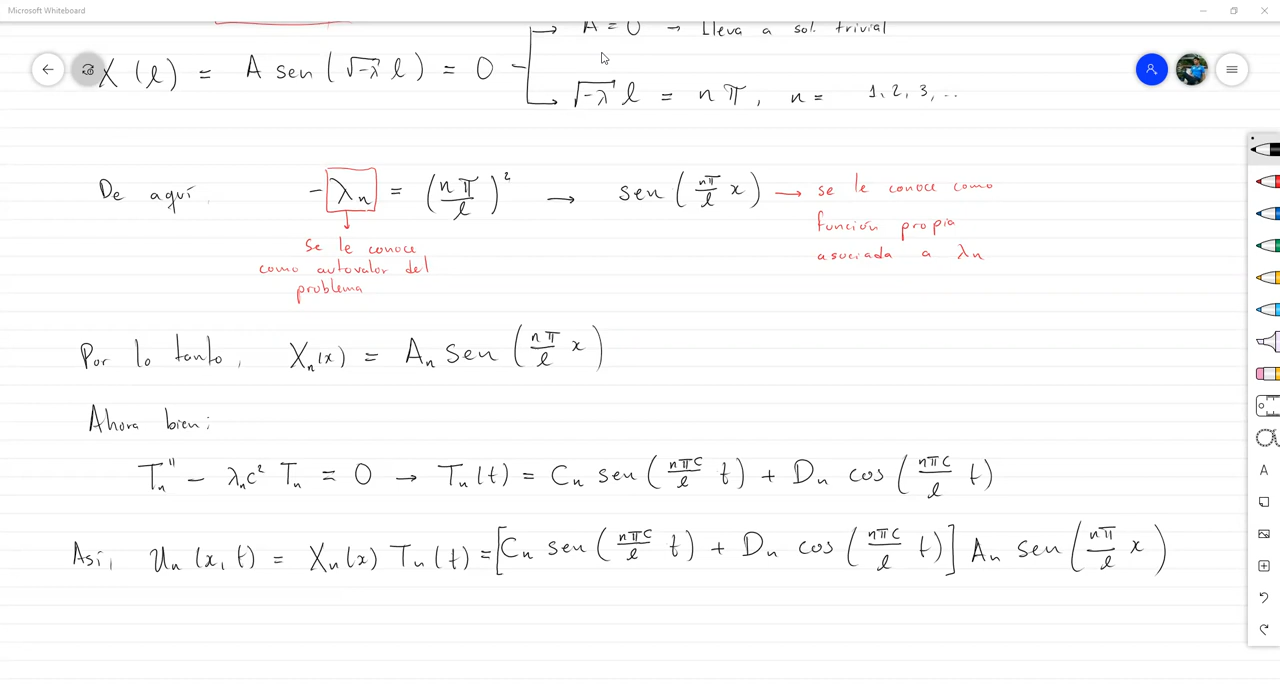 Microsoft Whiteboard
A = 0 → Lleva a sol. trivial
X (l) = A sen (√-λ l) = 0
√-λ l = nπ, n = 1, 2, 3, ...
De aquí, -λn = (nπ/l)² → sen (nπ/l x) → se le conoce como
función propia
asociada a λn
se le conoce
como autovalor del
problema
Por lo tanto, Xn(x) = An sen (nπ/l x)
Ahora bien;
Tn'' - λn c² Tn = 0 → Tn(t) = Cn sen (nπc/l t) + Dn cos (nπc/l t)
Así, un (x,t) = Xn(x) Tn(t) = [Cn sen (nπc/l t) + Dn cos (nπc/l t)] An sen (nπ/l x)